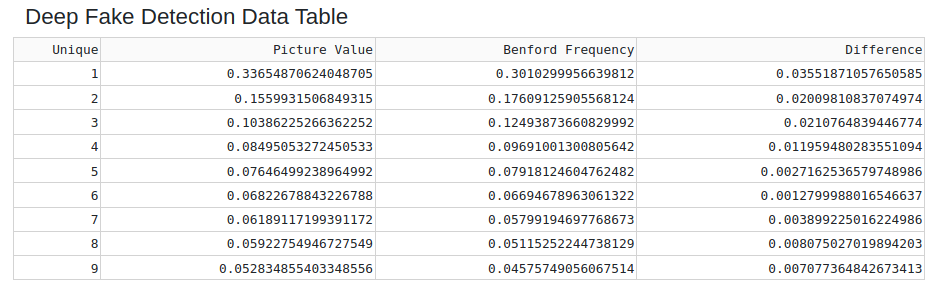 Deep Fake Detection Data Table
Unique Picture Value Benford Frequency Difference
1 0.33654870624048705 0.3010299956639812 0.03551871057650585
2 0.1559931506849315 0.17609125905568124 0.02009810837074974
3 0.10386225266362252 0.12493873660829992 0.0210764839446774
4 0.08495053272450533 0.09691001300805642 0.011959480283551094
5 0.07646499238964992 0.07918124604762482 0.0027162536579748986
6 0.06822678843226788 0.06694678963061322 0.0012799988016546637
7 0.06189117199391172 0.05799194697768673 0.003899225016224986
8 0.05922754946727549 0.05115252244738129 0.008075027019894203
9 0.052834855403348556 0.04575749056067514 0.007077364842673413